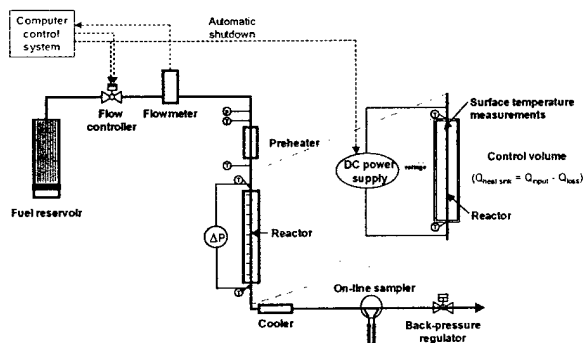 Computer
control
system
Automatic
shutdown
Flow
controller
Flowmeter
Fuel reservoir
P
T
Preheater
T
T
ΔP
Reactor
T
DC power
supply
voltage
T
T
Surface temperature
measurements
Control volume
(Qheat sink = Qinput - Qloss)
Reactor
On-line sampler
Cooler
Back-pressure
regulator